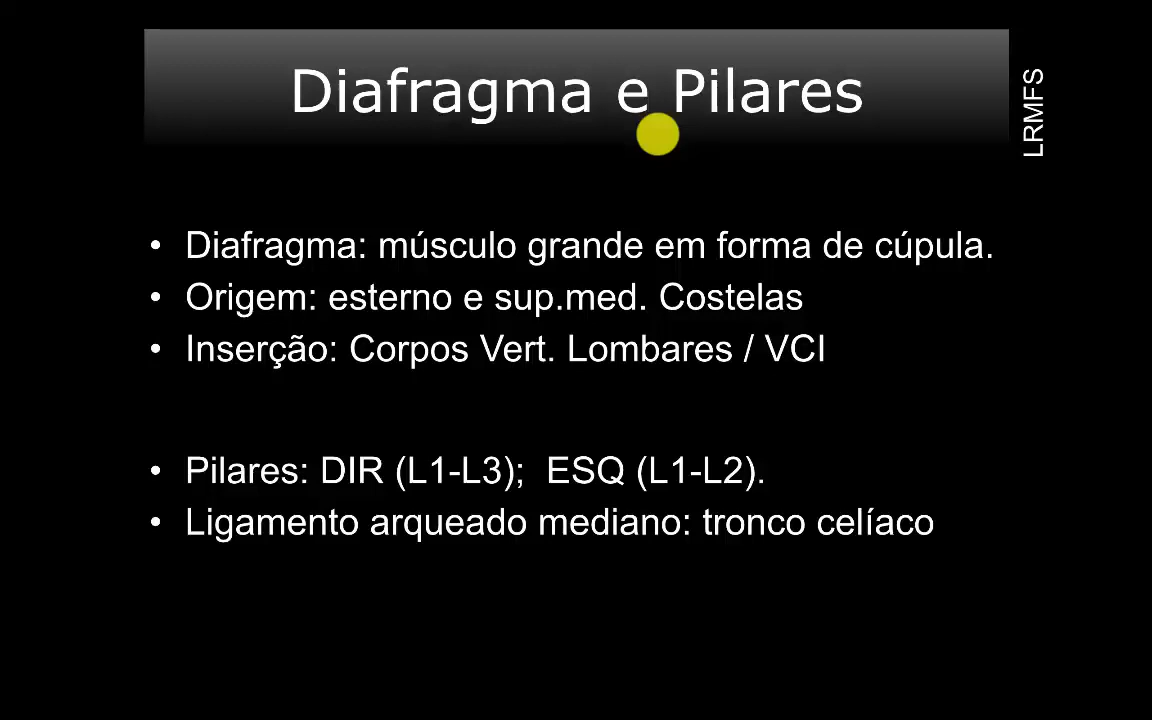 Diafragma e Pilares
LRMFS
• Diafragma: músculo grande em forma de cúpula.
• Origem: esterno e sup.med. Costelas
• Inserção: Corpos Vert. Lombares / VCI
• Pilares: DIR (L1-L3);  ESQ (L1-L2).
• Ligamento arqueado mediano: tronco celíaco